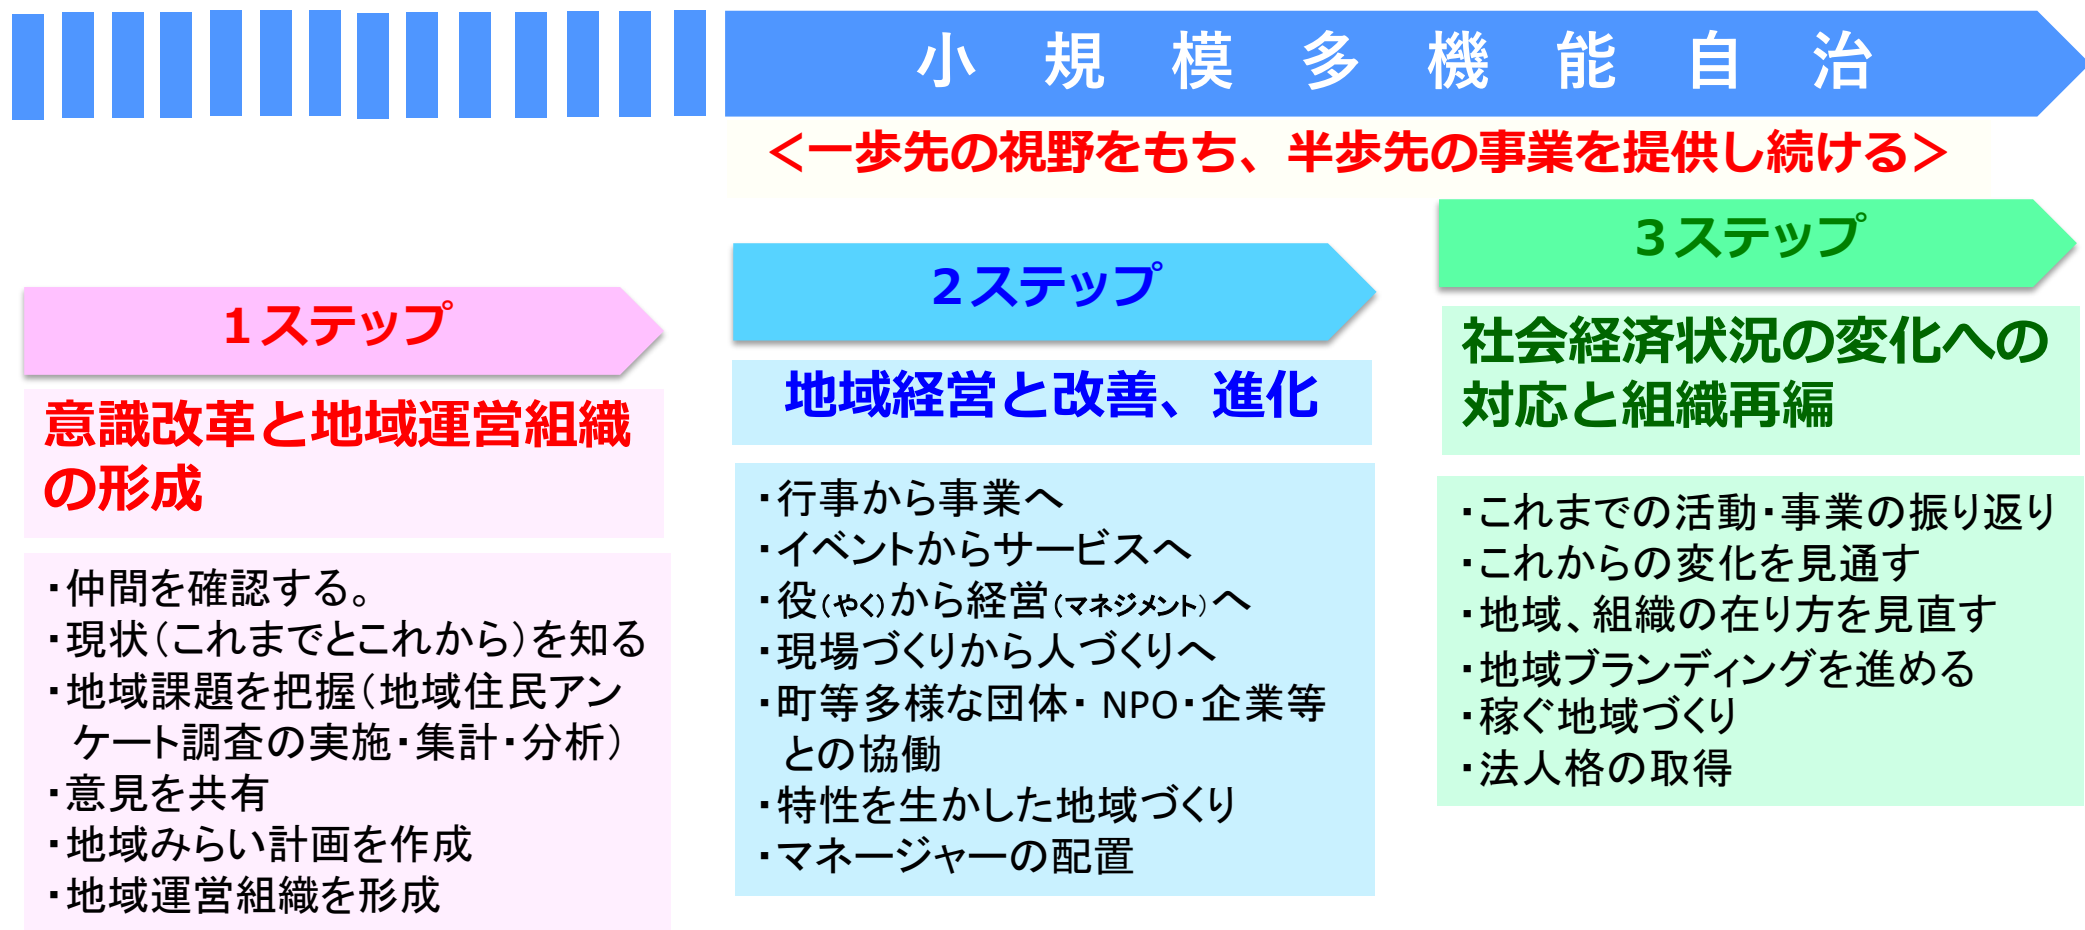 小規模多機能自治
＜一歩先の視野をもち、半歩先の事業を提供し続ける＞
１ステップ
意識改革と地域運営組織
の形成
・仲間を確認する。
・現状（これまでとこれから）を知る
・地域課題を把握（地域住民アン
ケート調査の実施・集計・分析）
・意見を共有
・地域みらい計画を作成
・地域運営組織を形成
２ステップ
地域経営と改善、進化
・行事から事業へ
・イベントからサービスへ
・役（やく）から経営（マネジメント）へ
・現場づくりから人づくりへ
・町等多様な団体・ NPO・企業等
との協働
・特性を生かした地域づくり
・マネージャーの配置
３ステップ
社会経済状況の変化への
対応と組織再編
・これまでの活動・事業の振り返り
・これからの変化を見通す
・地域、組織の在り方を見直す
・地域ブランディングを進める
・稼ぐ地域づくり
・法人格の取得